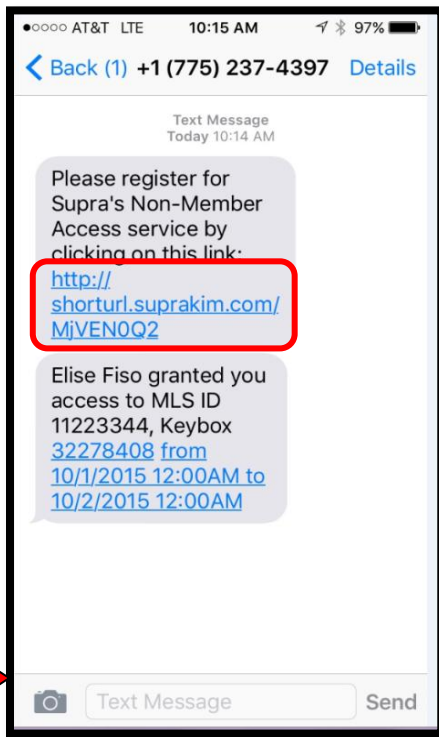 AT&T LTE 10:15 AM 97%
Back (1) +1 (775) 237-4397 Details
Text Message
Today 10:14 AM
Please register for
Supra's Non-Member
Access service by
clicking on this link:
http://
shorturl.suprakim.com/
MjVEN0Q2
Elise Fiso granted you
access to MLS ID
11223344, Keybox
32278408 from
10/1/2015 12:00AM to
10/2/2015 12:00AM
Text Message Send